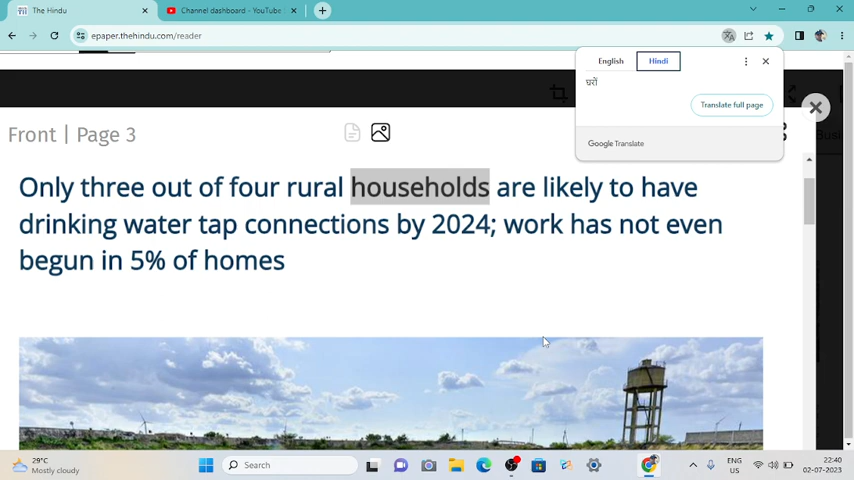 The Hindu
Channel dashboard - YouTube S
epaper.thehindu.com/reader
English
Hindi
घरों
Translate full page
Google Translate
Front | Page 3
Only three out of four rural households are likely to have
drinking water tap connections by 2024; work has not even
begun in 5% of homes
29°C
Mostly cloudy
Search
ENG
US
22:40
02-07-2023